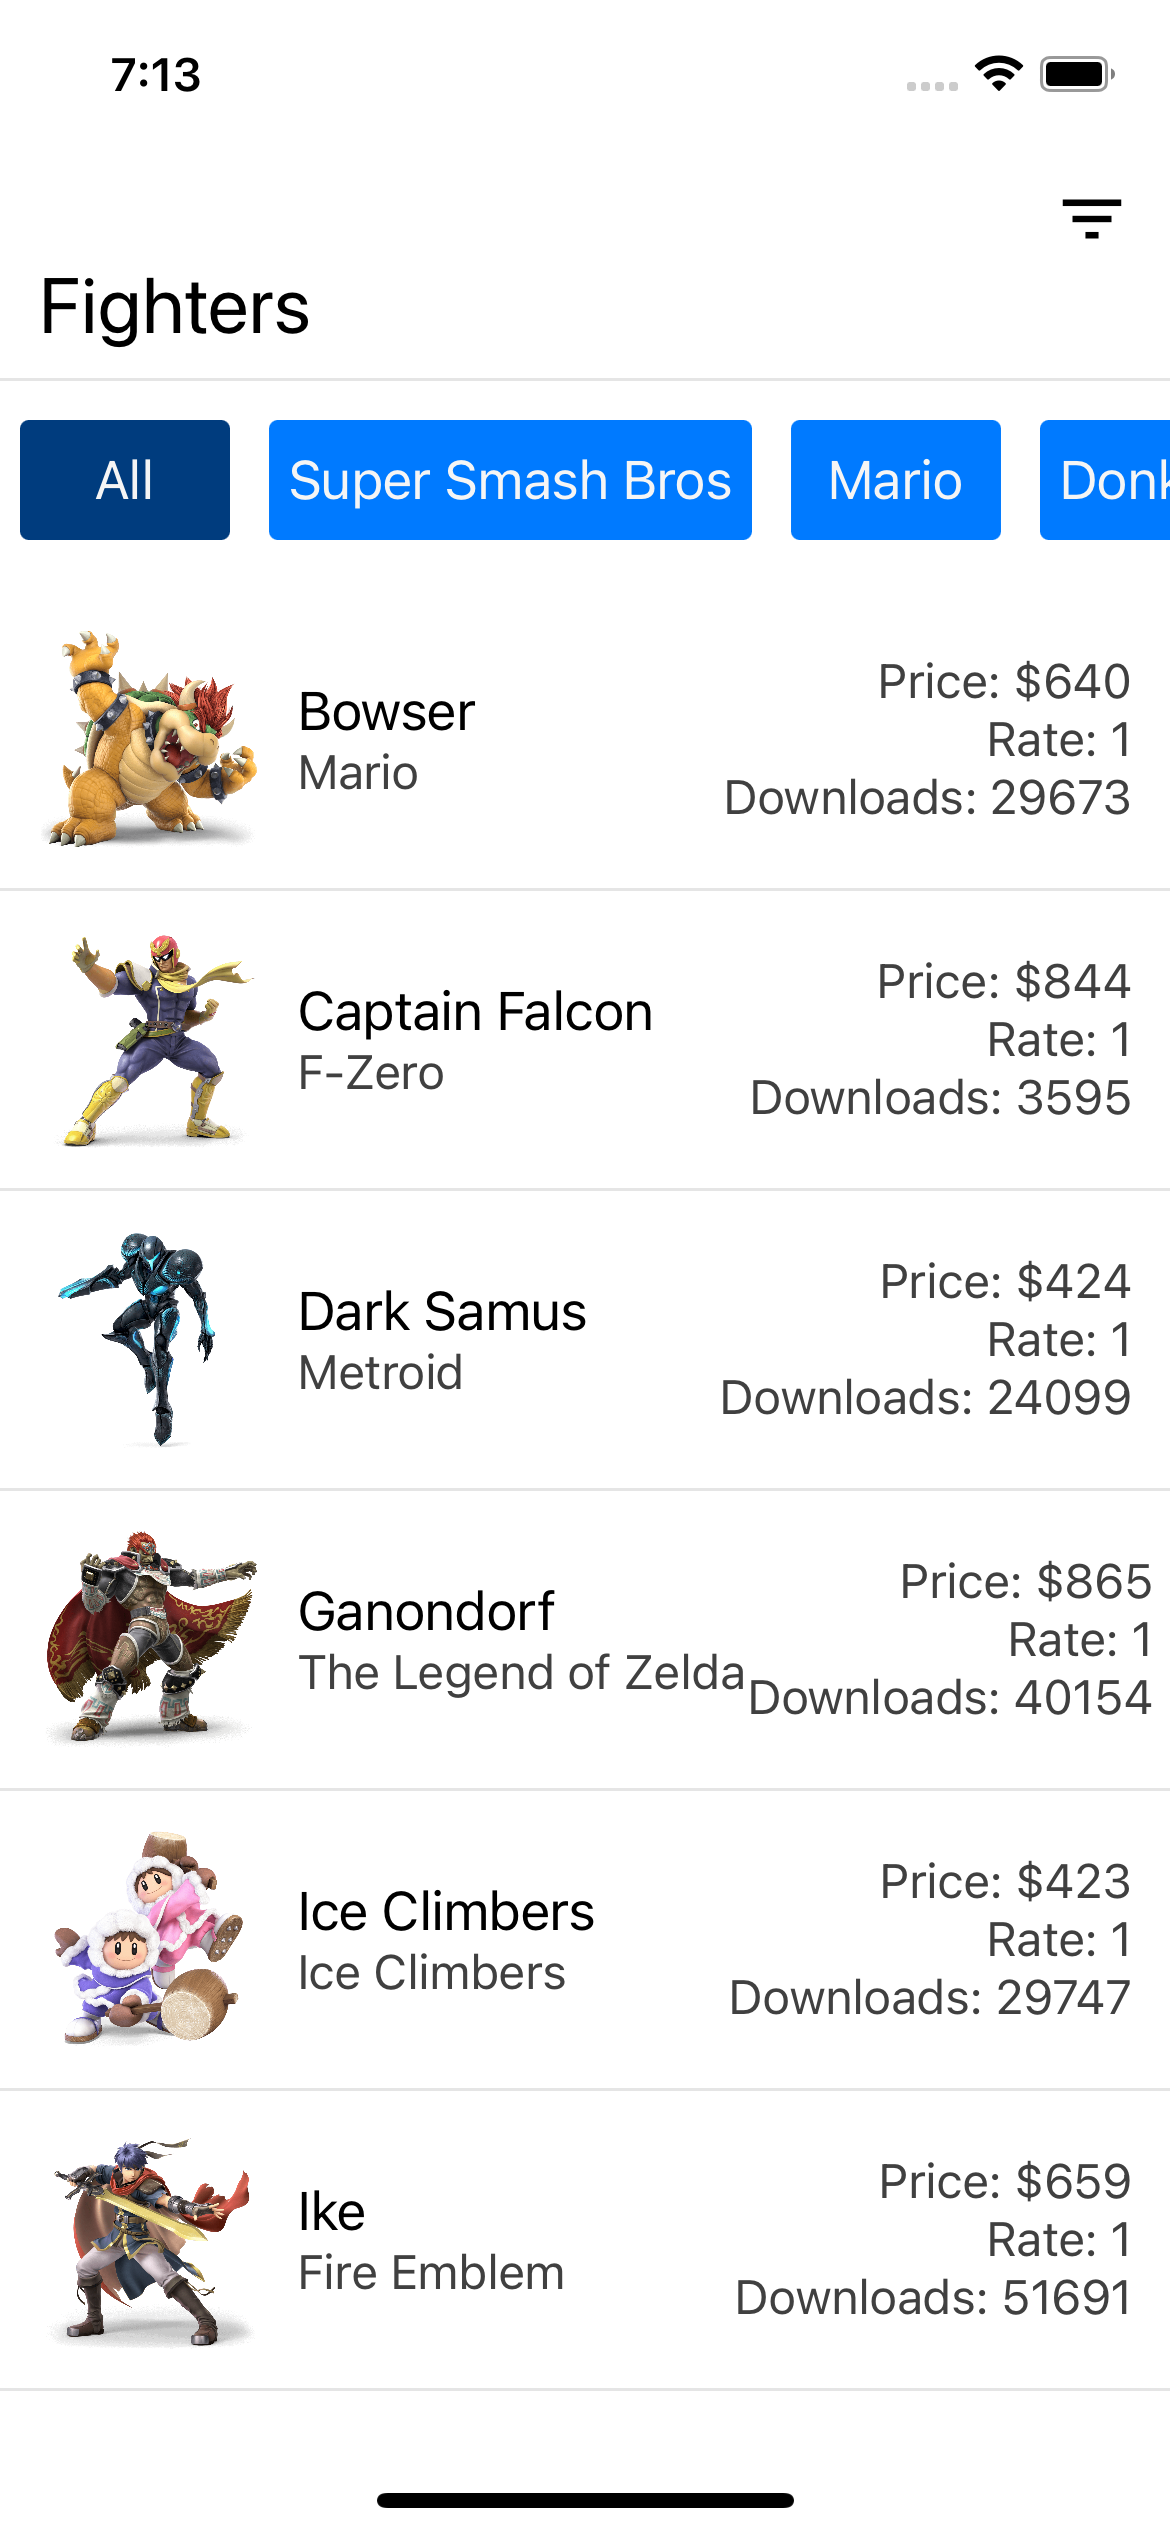 7:13
Fighters
All
Super Smash Bros
Mario
Donk
Bowser
Mario
Price: $640
Rate: 1
Downloads: 29673
Captain Falcon
F-Zero
Price: $844
Rate: 1
Downloads: 3595
Dark Samus
Metroid
Price: $424
Rate: 1
Downloads: 24099
Ganondorf
The Legend of Zelda
Price: $865
Rate: 1
Downloads: 40154
Ice Climbers
Ice Climbers
Price: $423
Rate: 1
Downloads: 29747
Ike
Fire Emblem
Price: $659
Rate: 1
Downloads: 51691